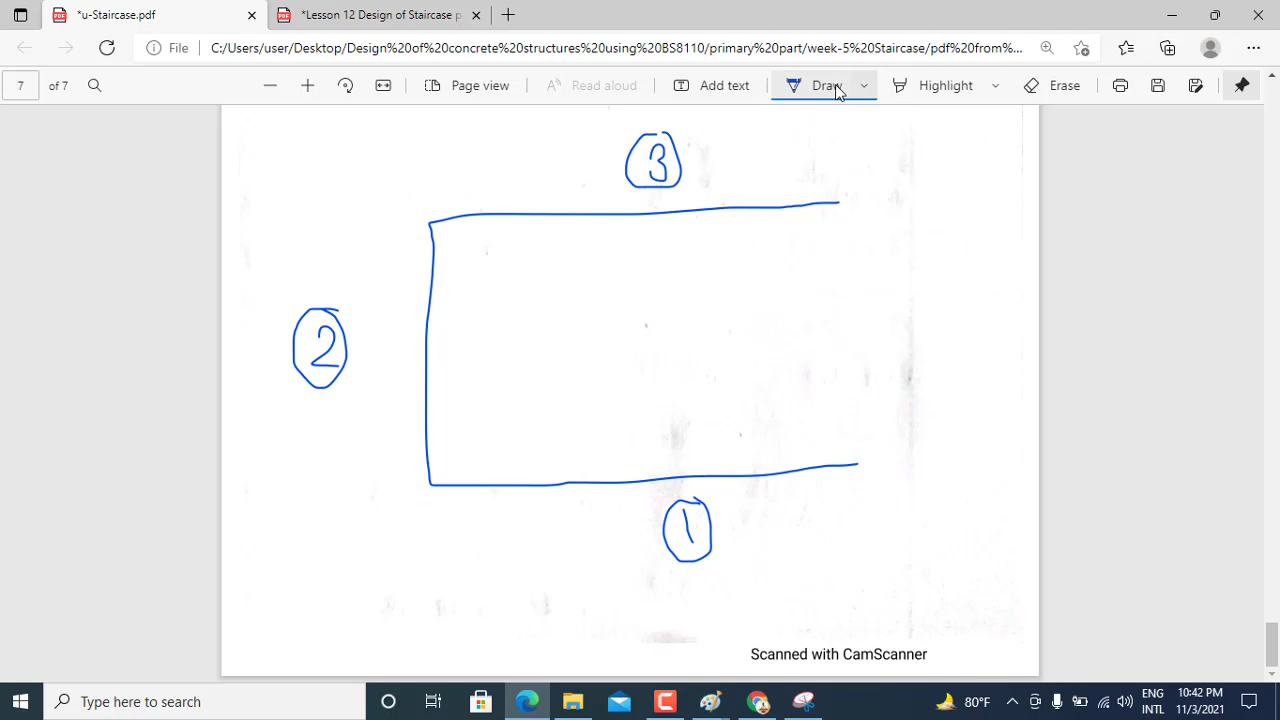 *u-Staircase.pdf
*Lesson 12 Design of Staircase p
File
C:/Users/user/Desktop/Design%20of%20concrete%20structures%20using%20BS8110/primary%20part/week-5%20Staircase/pdf%20from%...
7 of 7
Page view
Read aloud
Add text
Draw
Highlight
Erase
3
2
1
Scanned with CamScanner
Type here to search
80°F
ENG
INTL
10:42 PM
11/3/2021